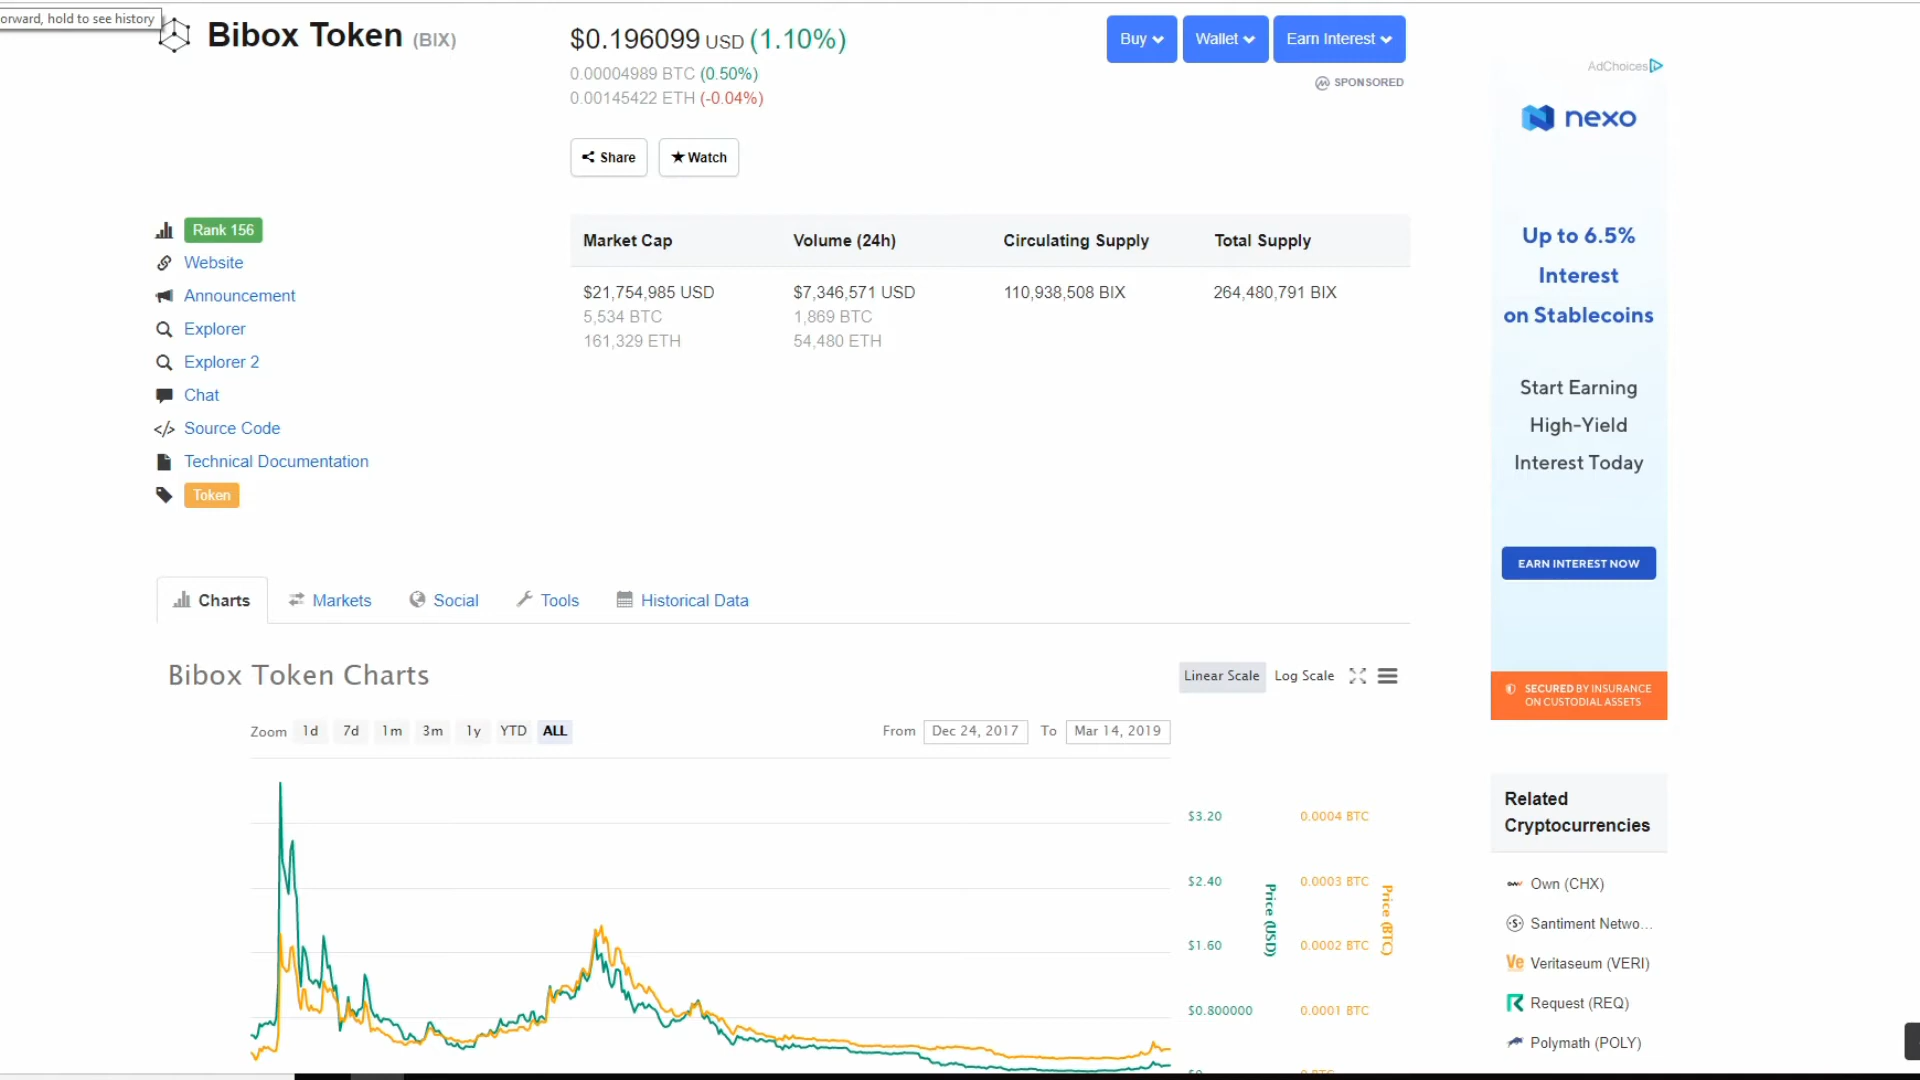 orward, hold to see history
Bibox Token (BIX)
$0.196099 USD (1.10%)
0.00004989 BTC (0.50%)
0.00145422 ETH (-0.04%)
Buy
Wallet
Earn Interest
SPONSORED
Share
Watch
Rank 156
Website
Announcement
Explorer
Explorer 2
Chat
Source Code
Technical Documentation
Token
Market Cap Volume (24h) Circulating Supply Total Supply
$21,754,985 USD $7,346,571 USD 110,938,508 BIX 264,480,791 BIX
5,534 BTC 1,869 BTC
161,329 ETH 54,480 ETH
Charts Markets Social Tools Historical Data
Bibox Token Charts
Linear Scale Log Scale
Zoom 1d 7d 1m 3m 1y YTD ALL
From Dec 24, 2017 To Mar 14, 2019
$3.20 0.0004 BTC
$2.40 0.0003 BTC
$1.60 0.0002 BTC
$0.800000 0.0001 BTC
$0 0 BTC
Price (USD)
Price (BTC)
AdChoices
nexo
Up to 6.5%
Interest
on Stablecoins
Start Earning
High-Yield
Interest Today
EARN INTEREST NOW
SECURED BY INSURANCE
ON CUSTODIAL ASSETS
Related
Cryptocurrencies
Own (CHX)
Santiment Netwo...
Ve Veritaseum (VERI)
Request (REQ)
Polymath (POLY)